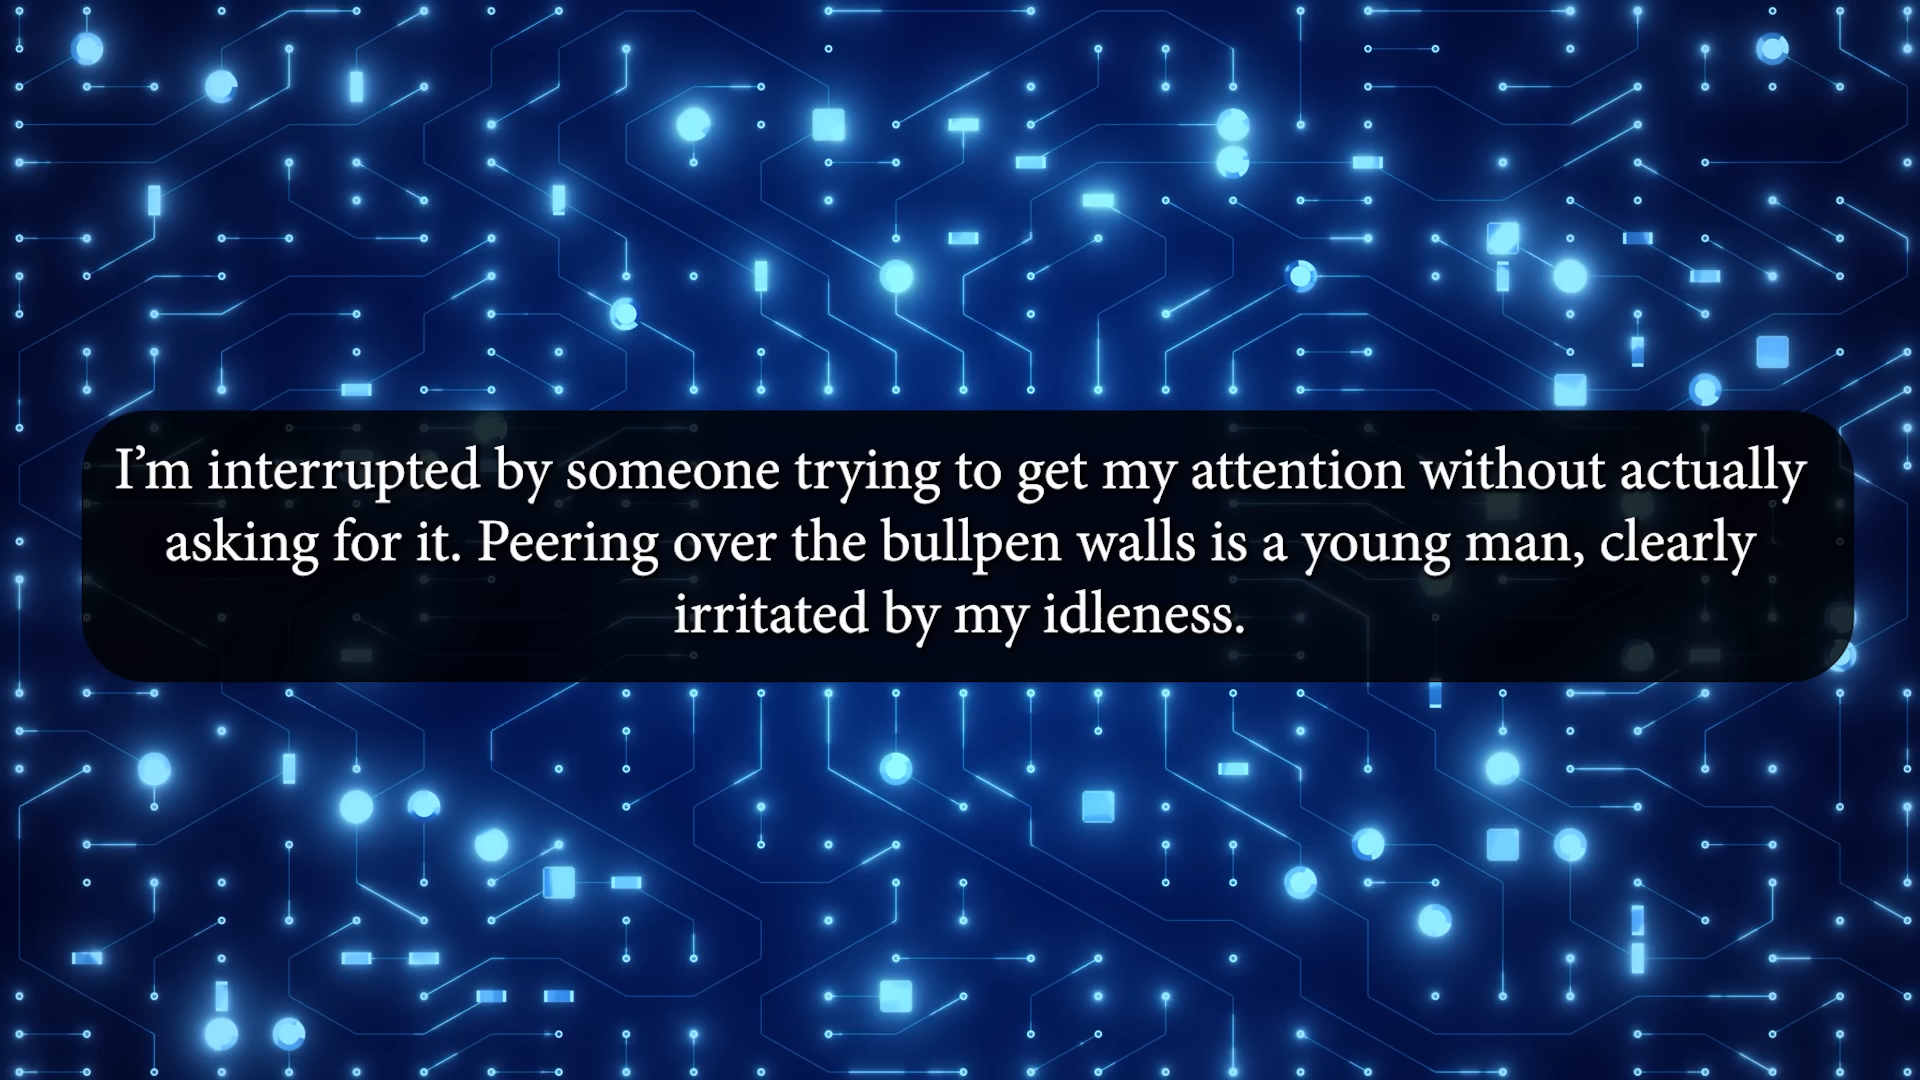 I’m interrupted by someone trying to get my attention without actually
asking for it. Peering over the bullpen walls is a young man, clearly
irritated by my idleness.